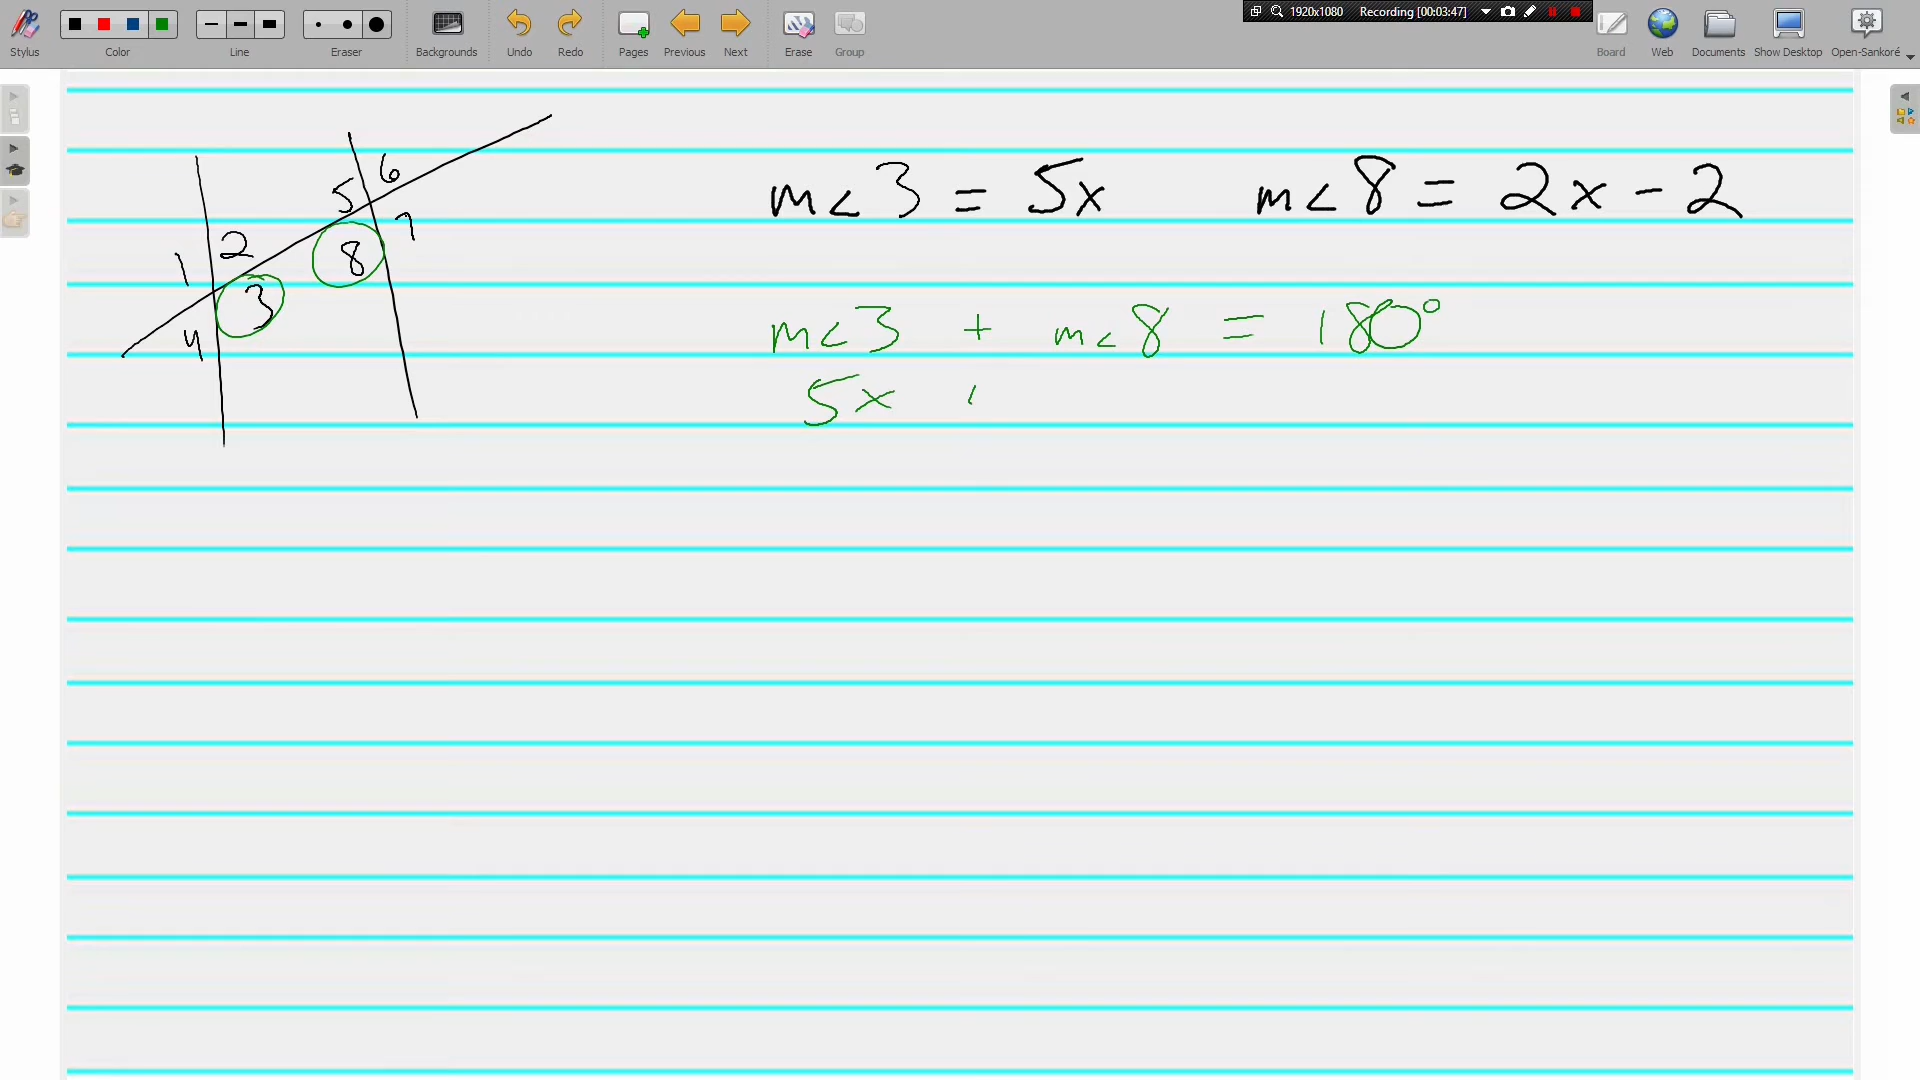 1920x1080 Recording [00:03:47]
Stylus Color Line Eraser Backgrounds Undo Redo Pages Previous Next Erase Group Board Web Documents Show Desktop Open-Sankoré
m<3 = 5x m<8 = 2x - 2
m<3 + m<8 = 180°
5x
6
5
7
2
8
1
3
4